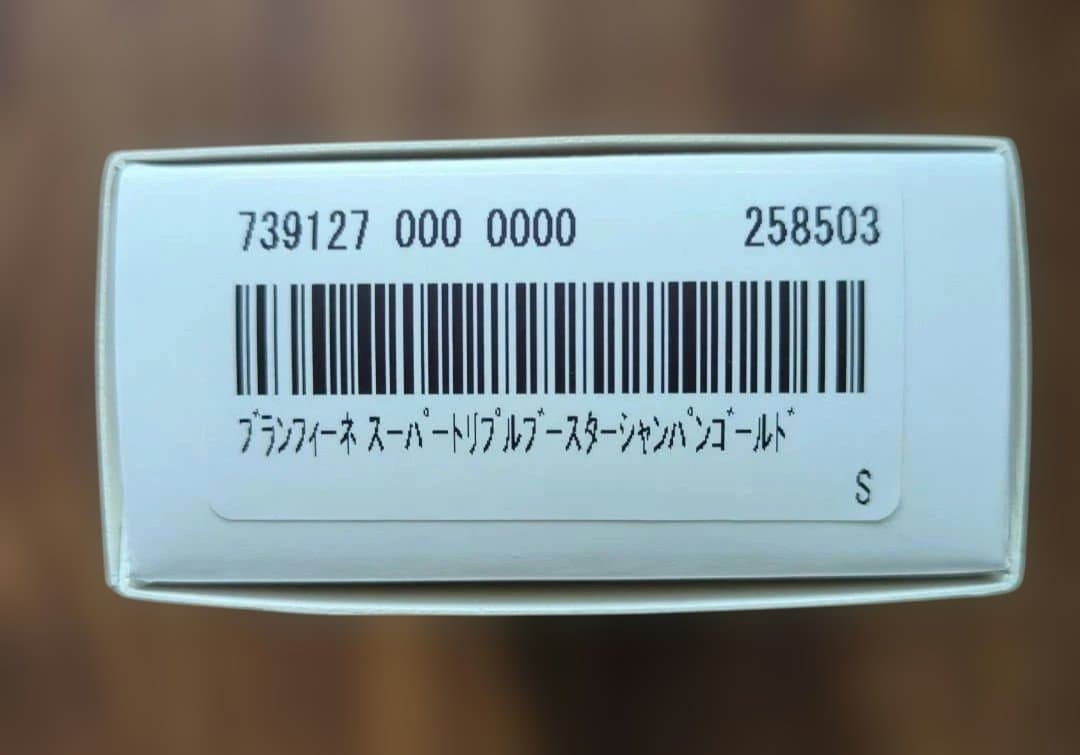 739127 000 0000 258503
ﾌﾞﾗﾝﾌｨｰﾈ ｽｰﾊﾟｰﾄﾘﾌﾟﾙﾌﾞｰｽﾀｰｼｬﾝﾊﾟﾝｺﾞｰﾙﾄﾞ
S